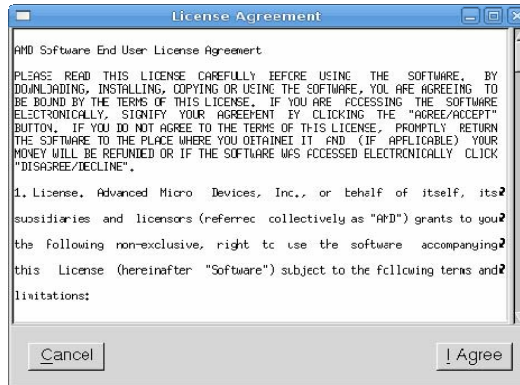 License Agreement
AMD Software End User License Agreement
PLEASE READ THIS LICENSE CAREFULLY BEFORE USING THE SOFTWARE. BY
DOWNLOADING, INSTALLING, COPYING OR USING THE SOFTWARE, YOU ARE AGREEING TO
BE BOUND BY THE TERMS OF THIS LICENSE. IF YOU ARE ACCESSING THE SOFTWARE
ELECTRONICALLY, SIGNIFY YOUR AGREEMENT BY CLICKING THE "AGREE/ACCEPT"
BUTTON. IF YOU DO NOT AGREE TO THE TERMS OF THIS LICENSE, PROMPTLY RETURN
THE SOFTWARE TO THE PLACE WHERE YOU OBTAINED IT AND (IF APPLICABLE) YOUR
MONEY WILL BE REFUNDED OR IF THE SOFTWARE WAS ACCESSED ELECTRONICALLY CLICK
"DISAGREE/DECLINE".
1. License. Advanced Micro Devices, Inc., on behalf of itself, its
subsidiaries and licensors (referred collectively as "AMD") grants to you
the following non-exclusive, right to use the software accompanying
this License (hereinafter "Software") subject to the following terms and
limitations:
Cancel
I Agree